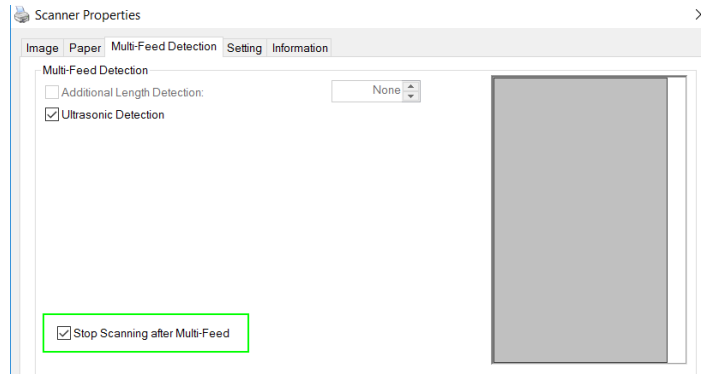 Scanner Properties
Image Paper Multi-Feed Detection Setting Information
Multi-Feed Detection
Additional Length Detection: None
Ultrasonic Detection
Stop Scanning after Multi-Feed